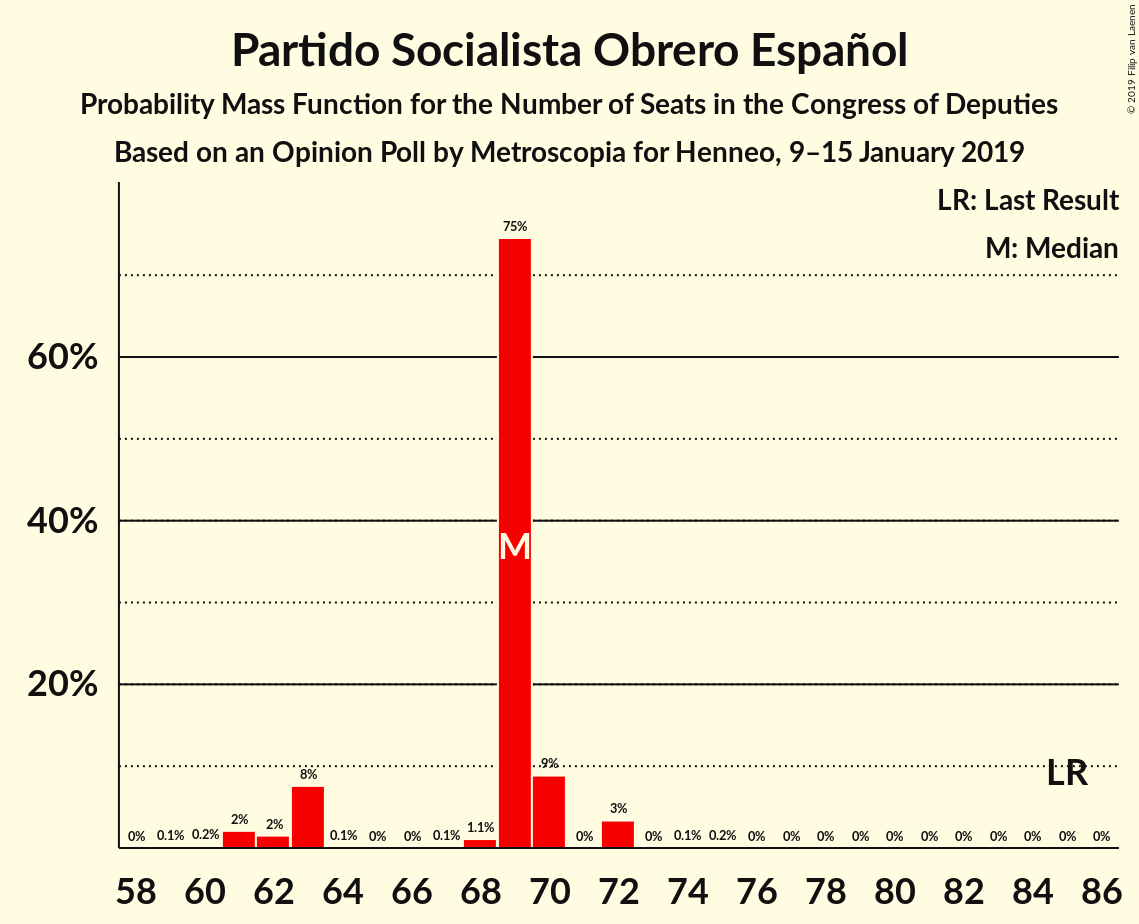 Partido Socialista Obrero Español
Probability Mass Function for the Number of Seats in the Congress of Deputies
Based on an Opinion Poll by Metroscopia for Henneo, 9–15 January 2019
© 2019 Filip van Laenen
LR: Last Result
M: Median
75%
60%
40%
M
20%
LR
9%
8%
3%
2%
2%
1.1%
0% 0.1% 0.2% 0.1% 0% 0% 0.1% 0% 0% 0.1% 0.2% 0% 0% 0% 0% 0% 0% 0% 0% 0% 0% 0%
58 60 62 64 66 68 70 72 74 76 78 80 82 84 86